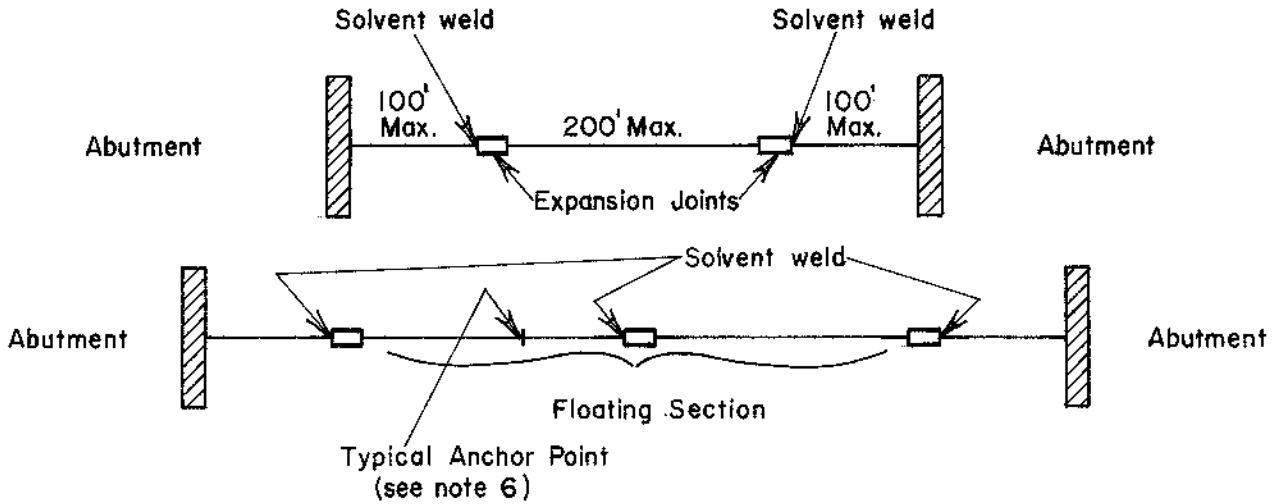 Solvent weld
Solvent weld
100'
Max.
200' Max.
100'
Max.
Abutment
Abutment
Expansion Joints
Solvent weld
Abutment
Abutment
Floating Section
Typical Anchor Point
(see note 6)